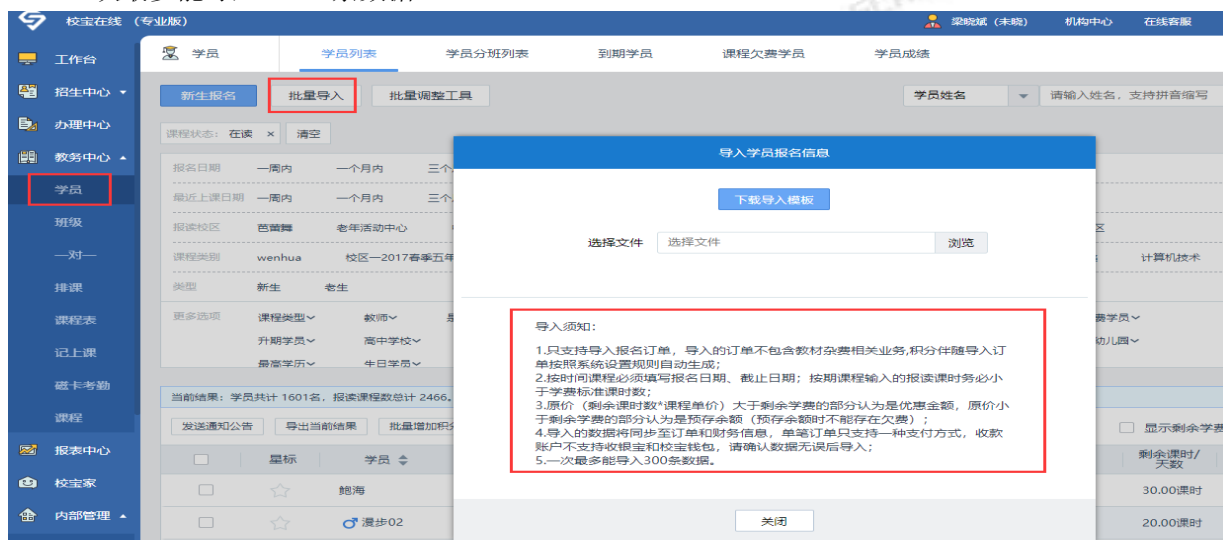 校宝在线（专业版）
梁晓斌（未晓）
机构中心
在线客服
工作台
招生中心
办理中心
教务中心
学员
班级
一对一
排课
课程表
记上课
磁卡考勤
课程
报表中心
校宝家
内部管理
学员
学员列表
学员分班列表
到期学员
课程欠费学员
学员成绩
新生报名
批量导入
批量调整工具
学员姓名
请输入姓名，支持拼音缩写
课程状态：在读 ×
清空
报名日期 一周内 一个月内 三个
最近上课日期 一周内 一个月内 三个
报读校区 芭蕾舞 老年活动中心
课程类别 wenhua 校区—2017春季五年 计算机技术
类型 新生 老生
更多选项 课程类型 教师
升期学员 高中学校
最高学历 生日学员
当前结果：学员共计 1601名，报读课程数总计 2466。
发送通知公告
导出当前结果
批量增加积分
显示剩余学费
星标
学员
剩余课时/
天数
鲍海
30.00课时
漫步02
20.00课时
导入学员报名信息
下载导入模板
选择文件 选择文件 浏览
导入须知：
1.只支持导入报名订单，导入的订单不包含教材杂费相关业务,积分伴随导入订
单按照系统设置规则自动生成；
2.按时间课程必须填写报名日期、截止日期；按期课程输入的报读课时务必小
于学费标准课时数；
3.原价（剩余课时数*课程单价）大于剩余学费的部分认为是优惠金额，原价小
于剩余学费的部分认为是预存余额（预存余额时不能存在欠费）；
4.导入的数据将同步至订单和财务信息，单笔订单只支持一种支付方式，收款
账户不支持收银宝和校宝钱包，请确认数据无误后导入；
5.一次最多能导入300条数据。
关闭